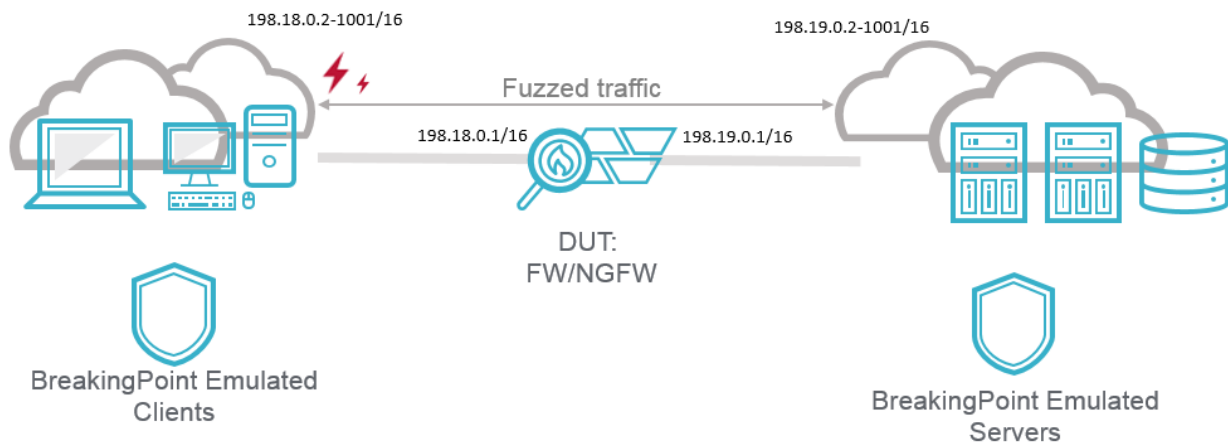 198.18.0.2-1001/16
198.19.0.2-1001/16
Fuzzed traffic
198.18.0.1/16
198.19.0.1/16
DUT:
FW/NGFW
BreakingPoint Emulated
Clients
BreakingPoint Emulated
Servers